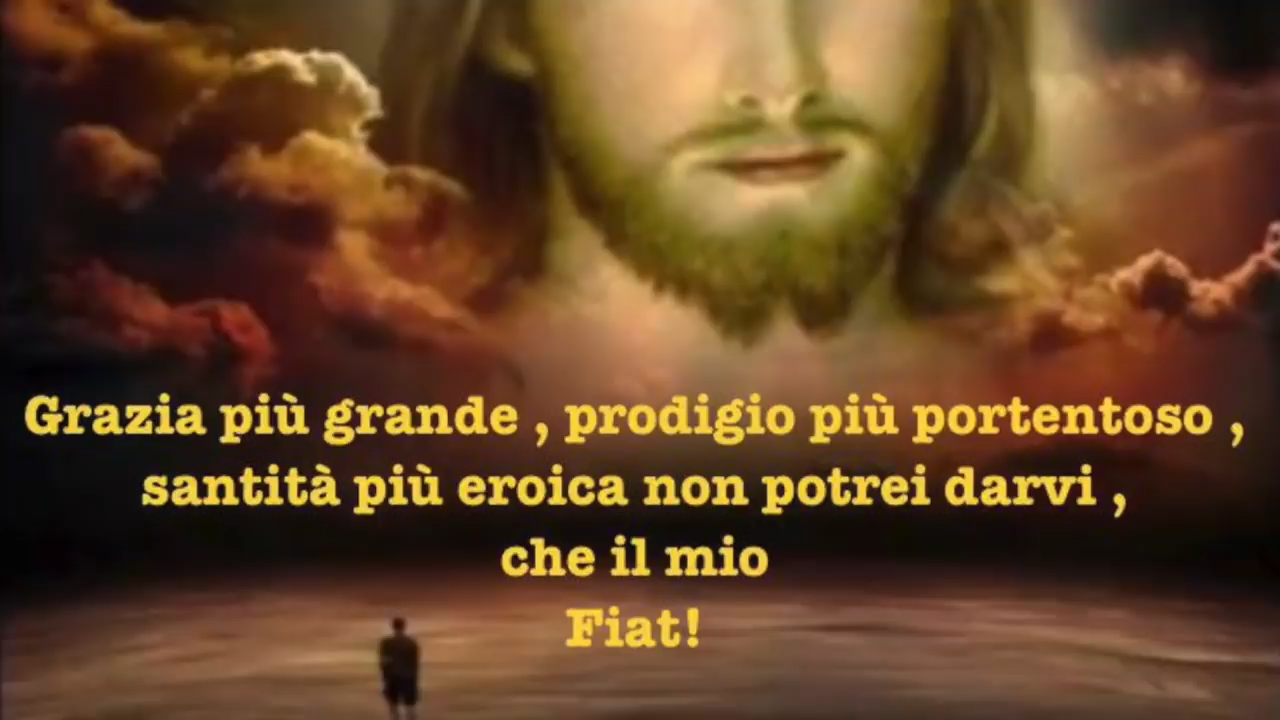 Grazia più grande , prodigio più portentoso ,
santità più eroica non potrei darvi ,
che il mio
Fiat!